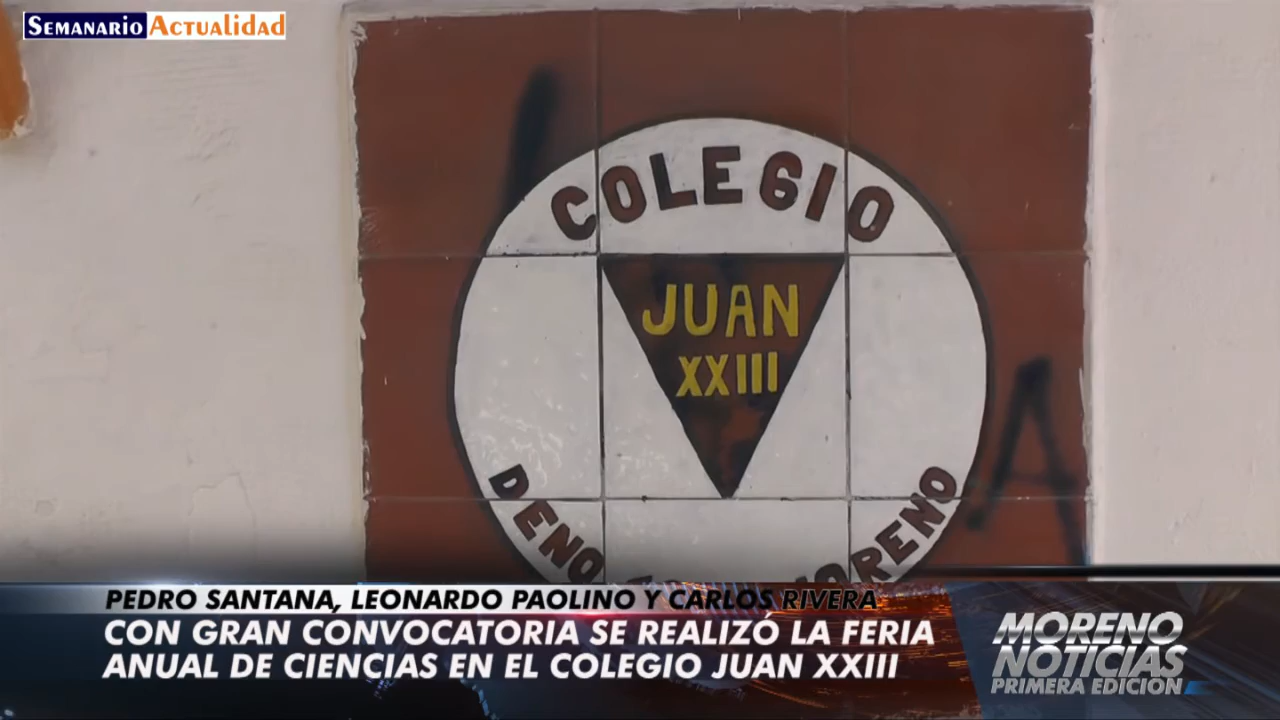 SEMANARIO ACTUALIDAD
COLEGIO
JUAN
XXIII
MORENO
PEDRO SANTANA, LEONARDO PAOLINO Y CARLOS RIVERA
CON GRAN CONVOCATORIA SE REALIZÓ LA FERIA
ANUAL DE CIENCIAS EN EL COLEGIO JUAN XXIII
MORENO
NOTICIAS
PRIMERA EDICIÓN